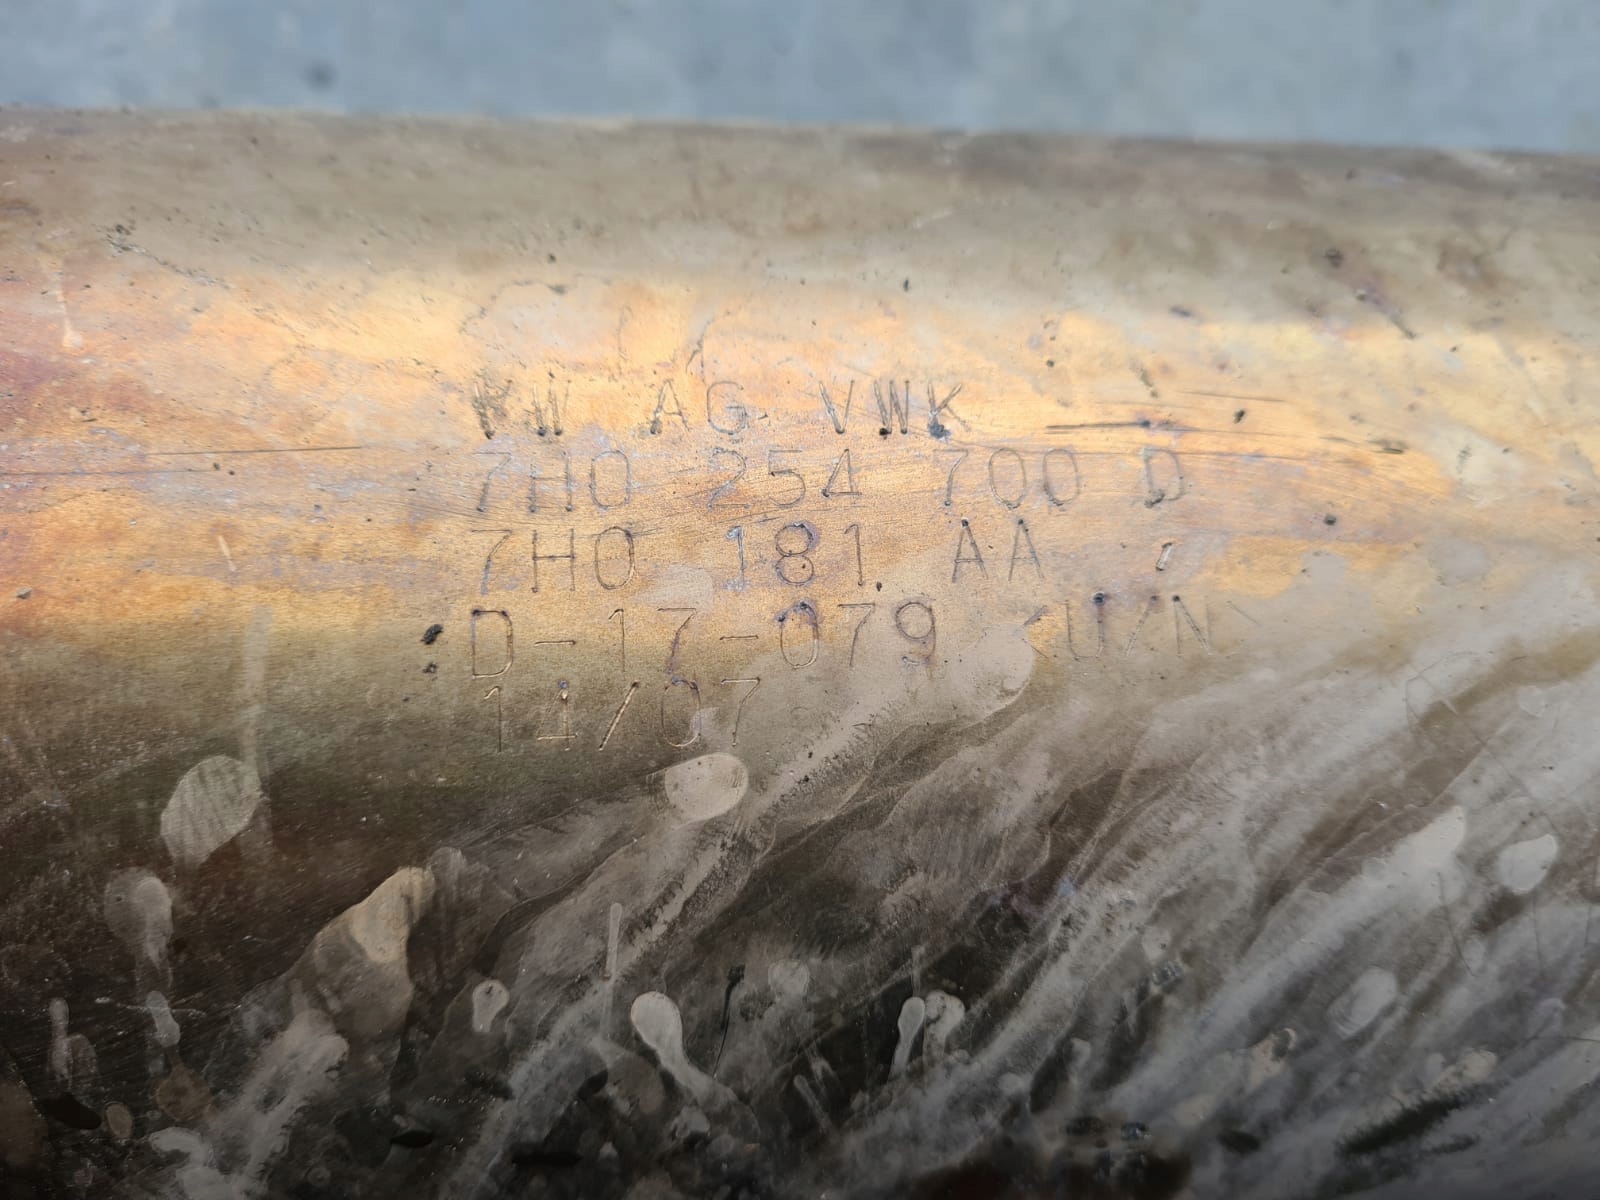 VW AG VWK
7H0 254 700 D
7H0 181 AA /
D-17-079 <U/N>
14/07